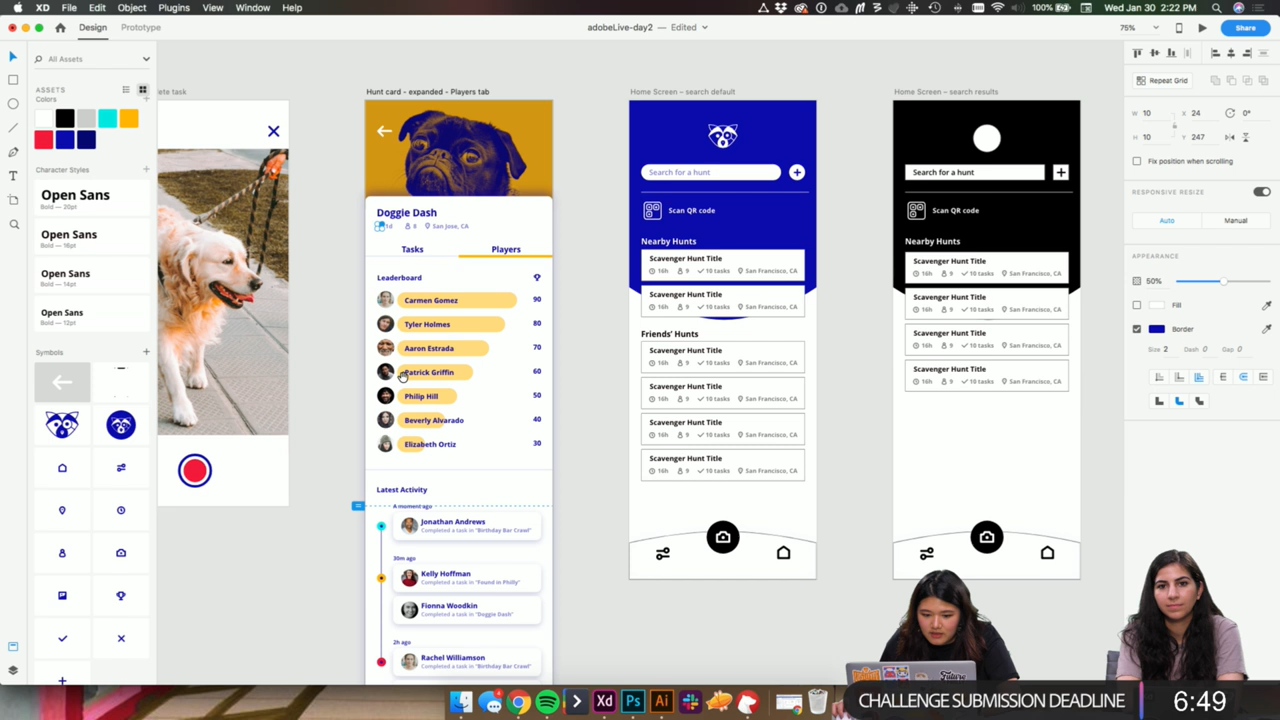 XD File Edit Object Plugins View Window Help
100% Wed Jan 30 2:22 PM
Design Prototype
adobeLive-day2 — Edited
75%
Share
All Assets
ASSETS
Colors
Character Styles
Open Sans
Bold — 20pt
Open Sans
Bold — 16pt
Open Sans
Bold — 14pt
Open Sans
Bold — 12pt
Symbols
ete task
Hunt card - expanded - Players tab
Doggie Dash
1d 8 San Jose, CA
Tasks Players
Leaderboard
Carmen Gomez 90
Tyler Holmes 80
Aaron Estrada 70
Patrick Griffin 60
Philip Hill 50
Beverly Alvarado 40
Elizabeth Ortiz 30
Latest Activity
A moment ago
Jonathan Andrews
Completed a task in "Birthday Bar Crawl"
30m ago
Kelly Hoffman
Completed a task in "Found in Philly"
Fionna Woodkin
Completed a task in "Doggie Dash"
2h ago
Rachel Williamson
Completed a task in "Birthday Bar Crawl"
Home Screen – search default
Search for a hunt
Scan QR code
Nearby Hunts
Scavenger Hunt Title
16h 9 10 tasks San Francisco, CA
Scavenger Hunt Title
16h 9 10 tasks San Francisco, CA
Friends' Hunts
Scavenger Hunt Title
16h 9 10 tasks San Francisco, CA
Scavenger Hunt Title
16h 9 10 tasks San Francisco, CA
Scavenger Hunt Title
16h 9 10 tasks San Francisco, CA
Scavenger Hunt Title
16h 9 10 tasks San Francisco, CA
Home Screen – search results
Search for a hunt
Scan QR code
Nearby Hunts
Scavenger Hunt Title
16h 9 10 tasks San Francisco, CA
Scavenger Hunt Title
16h 9 10 tasks San Francisco, CA
Scavenger Hunt Title
16h 9 10 tasks San Francisco, CA
Scavenger Hunt Title
16h 9 10 tasks San Francisco, CA
Repeat Grid
W 10 X 24 0°
H 10 Y 247
Fix position when scrolling
RESPONSIVE RESIZE
Auto Manual
APPEARANCE
50%
Fill
Border
Size 2 Dash 0 Gap 0
Xd Ps Ai
Future
CHALLENGE SUBMISSION DEADLINE 6:49